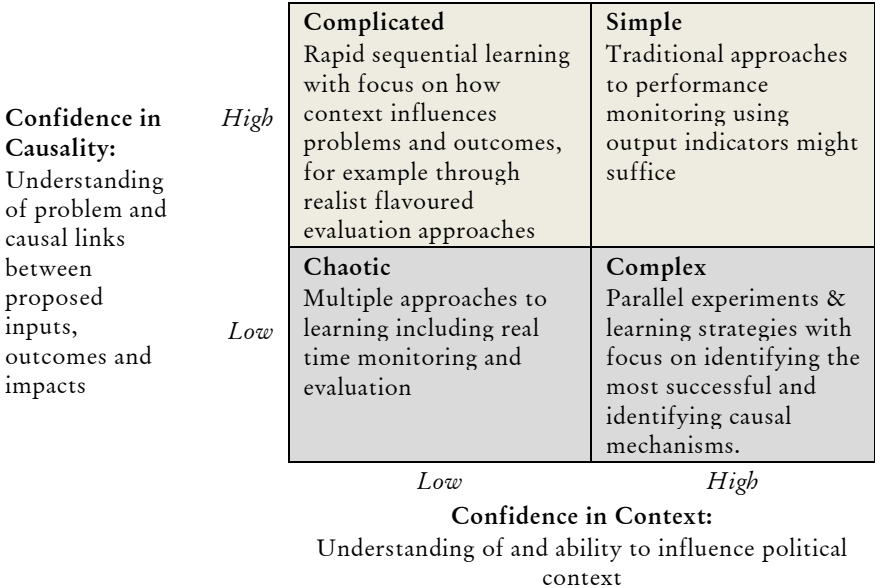 Confidence in
Causality:
Understanding
of problem and
causal links
between
proposed
inputs,
outcomes and
impacts
High
Low
Complicated
Rapid sequential learning
with focus on how
context influences
problems and outcomes,
for example through
realist flavoured
evaluation approaches
Simple
Traditional approaches
to performance
monitoring using
output indicators might
suffice
Chaotic
Multiple approaches to
learning including real
time monitoring and
evaluation
Complex
Parallel experiments &
learning strategies with
focus on identifying the
most successful and
identifying causal
mechanisms.
Low
High
Confidence in Context:
Understanding of and ability to influence political
context